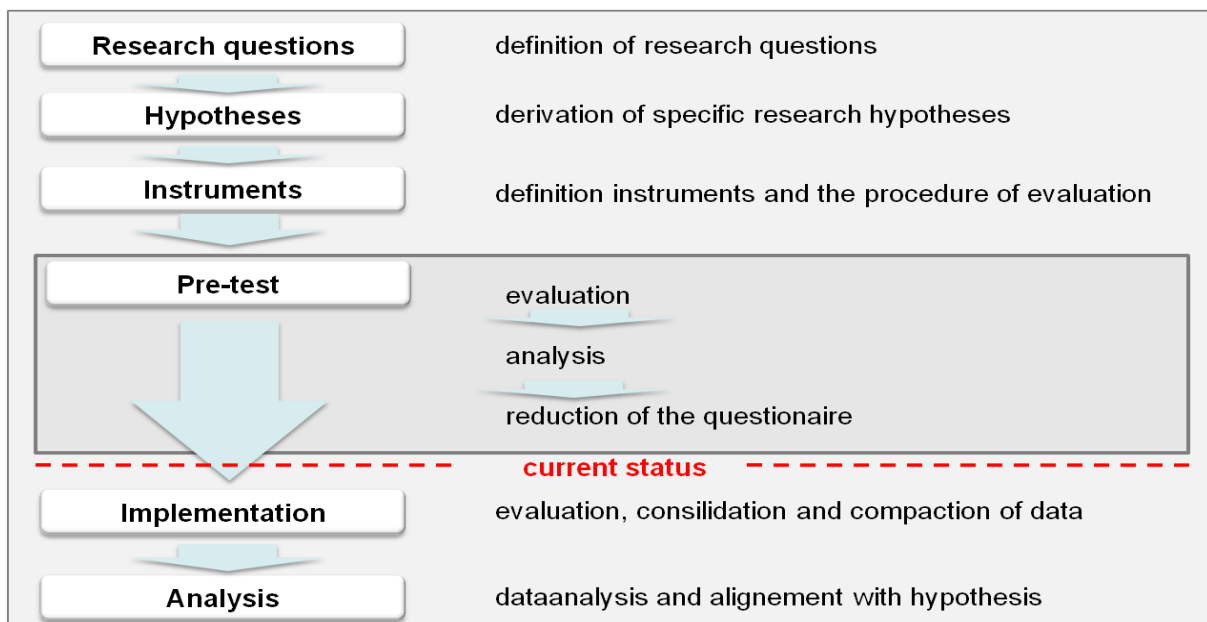 Research questions definition of research questions
Hypotheses derivation of specific research hypotheses
Instruments definition instruments and the procedure of evaluation
Pre-test
evaluation
analysis
reduction of the questionaire
current status
Implementation evaluation, consilidation and compaction of data
Analysis dataanalysis and alignement with hypothesis